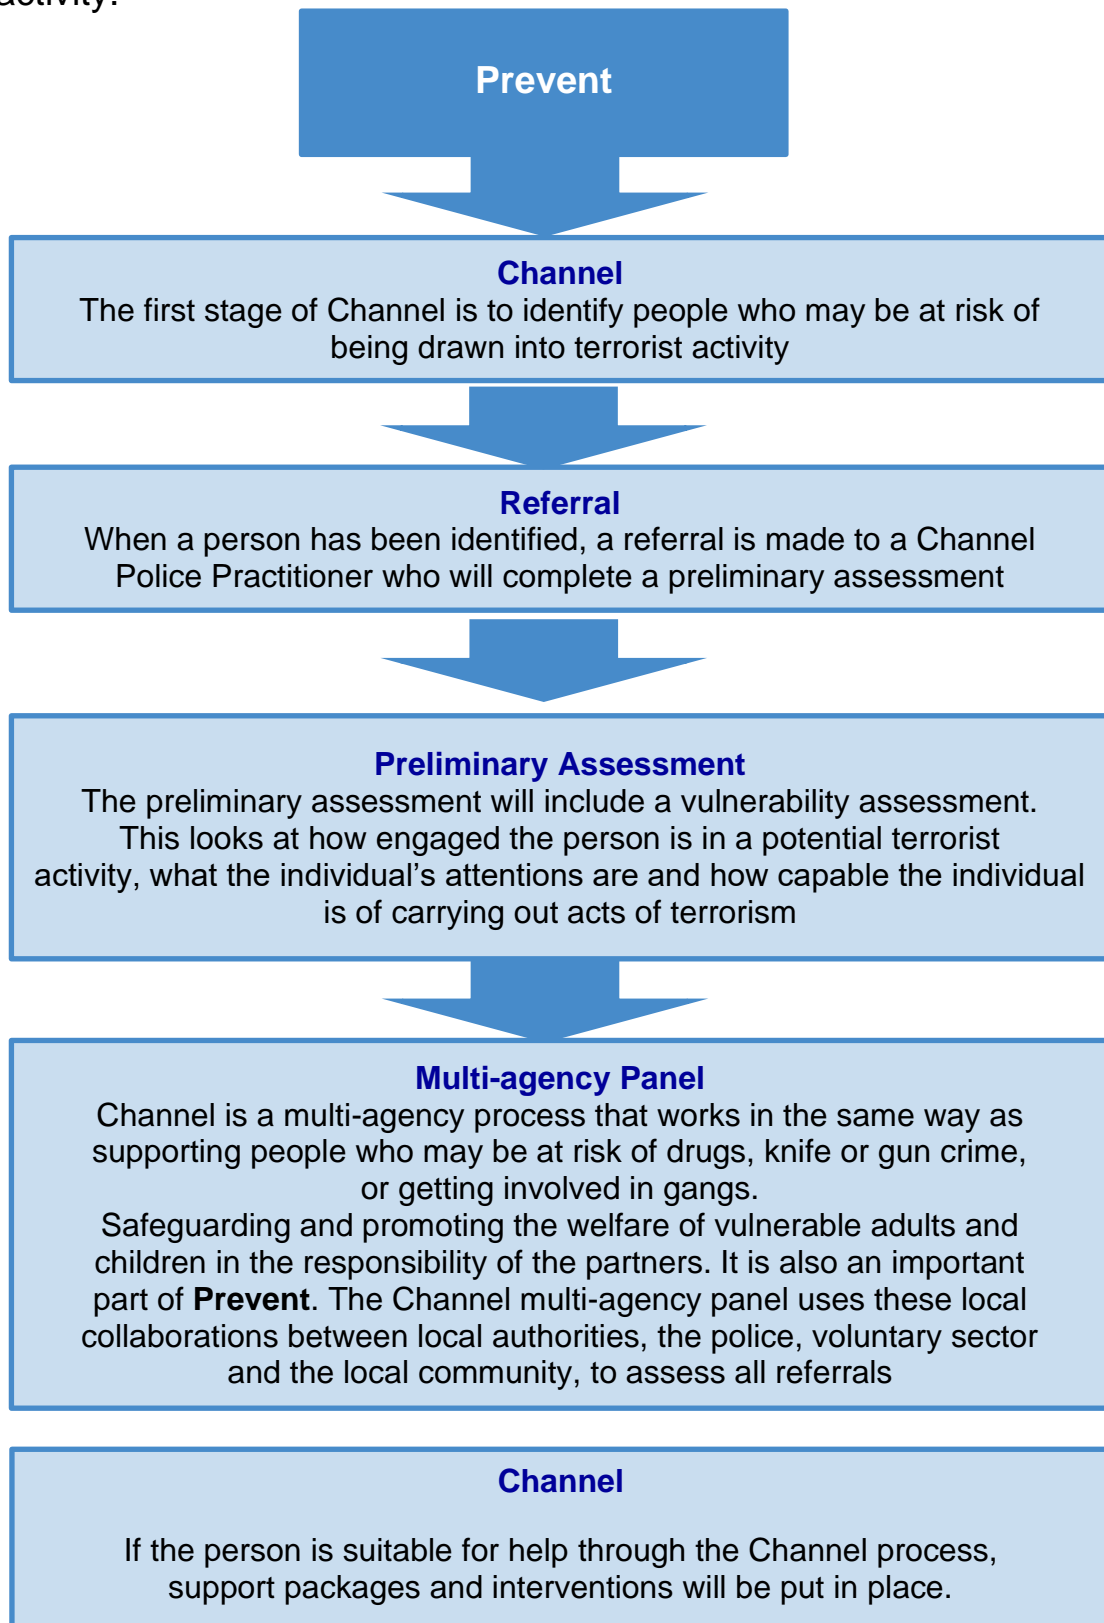 activity.
Prevent
Channel
The first stage of Channel is to identify people who may be at risk of
being drawn into terrorist activity
Referral
When a person has been identified, a referral is made to a Channel
Police Practitioner who will complete a preliminary assessment
Preliminary Assessment
The preliminary assessment will include a vulnerability assessment.
This looks at how engaged the person is in a potential terrorist
activity, what the individual’s attentions are and how capable the individual
is of carrying out acts of terrorism
Multi-agency Panel
Channel is a multi-agency process that works in the same way as
supporting people who may be at risk of drugs, knife or gun crime,
or getting involved in gangs.
Safeguarding and promoting the welfare of vulnerable adults and
children in the responsibility of the partners. It is also an important
part of Prevent. The Channel multi-agency panel uses these local
collaborations between local authorities, the police, voluntary sector
and the local community, to assess all referrals
Channel
If the person is suitable for help through the Channel process,
support packages and interventions will be put in place.